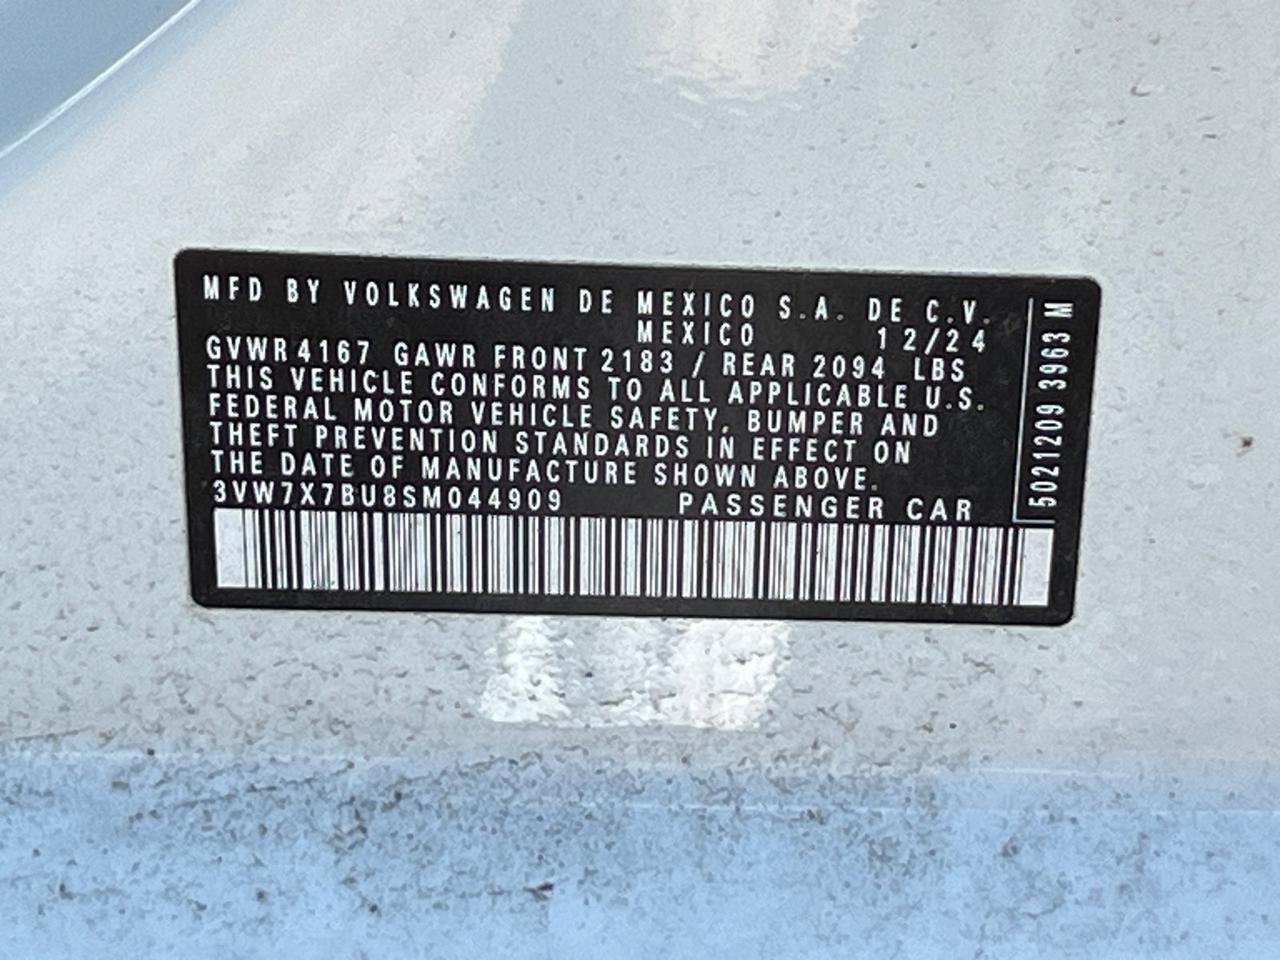 MFD BY VOLKSWAGEN DE MEXICO S.A. DE C.V.
MEXICO 12/24
GVWR 4167 GAWR FRONT 2183 / REAR 2094 LBS
THIS VEHICLE CONFORMS TO ALL APPLICABLE U.S.
FEDERAL MOTOR VEHICLE SAFETY, BUMPER AND
THEFT PREVENTION STANDARDS IN EFFECT ON
THE DATE OF MANUFACTURE SHOWN ABOVE.
3VW7X7BU8SM044909 PASSENGER CAR
5021209 3963 M